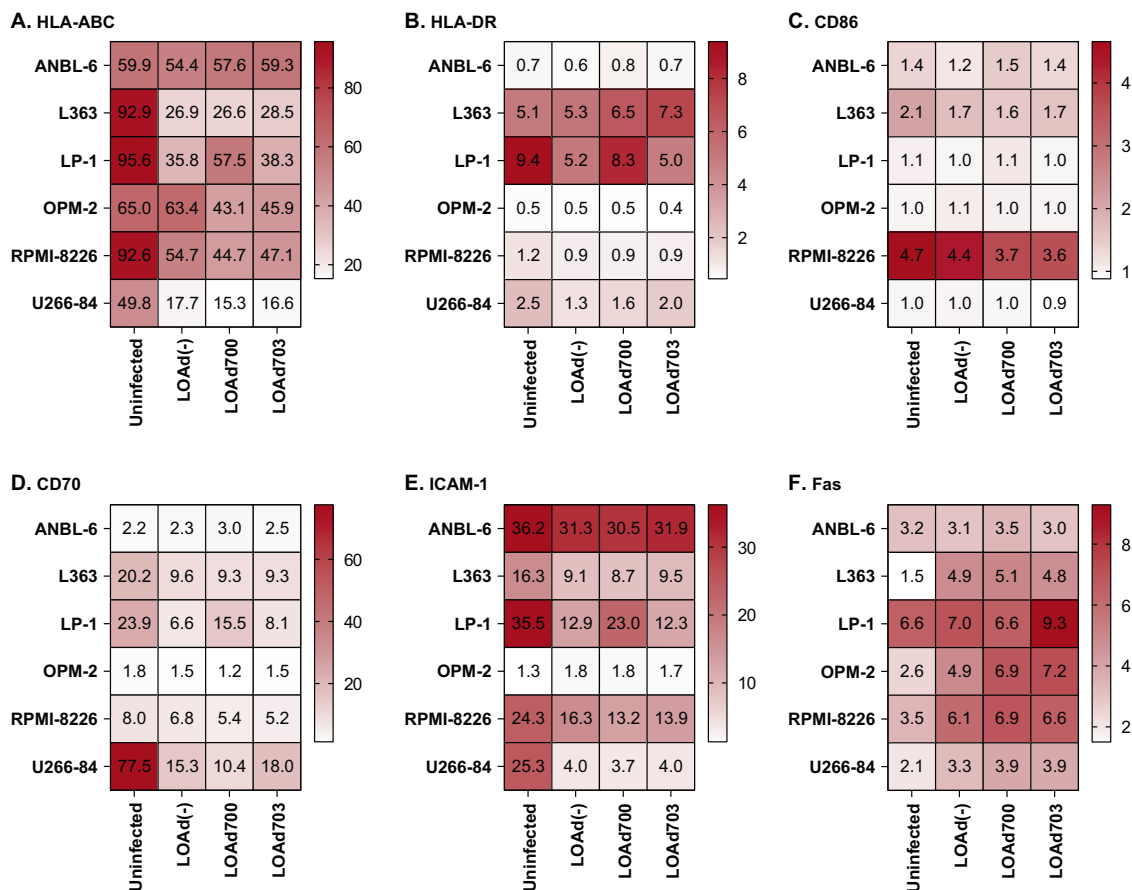 A. HLA-ABC
ANBL-6 59.9 54.4 57.6 59.3
L363 92.9 26.9 26.6 28.5
LP-1 95.6 35.8 57.5 38.3
OPM-2 65.0 63.4 43.1 45.9
RPMI-8226 92.6 54.7 44.7 47.1
U266-84 49.8 17.7 15.3 16.6
Uninfected LOAd(-) LOAd700 LOAd703
80
60
40
20
B. HLA-DR
ANBL-6 0.7 0.6 0.8 0.7
L363 5.1 5.3 6.5 7.3
LP-1 9.4 5.2 8.3 5.0
OPM-2 0.5 0.5 0.5 0.4
RPMI-8226 1.2 0.9 0.9 0.9
U266-84 2.5 1.3 1.6 2.0
Uninfected LOAd(-) LOAd700 LOAd703
8
6
4
2
C. CD86
ANBL-6 1.4 1.2 1.5 1.4
L363 2.1 1.7 1.6 1.7
LP-1 1.1 1.0 1.1 1.0
OPM-2 1.0 1.1 1.0 1.0
RPMI-8226 4.7 4.4 3.7 3.6
U266-84 1.0 1.0 1.0 0.9
Uninfected LOAd(-) LOAd700 LOAd703
4
3
2
1
D. CD70
ANBL-6 2.2 2.3 3.0 2.5
L363 20.2 9.6 9.3 9.3
LP-1 23.9 6.6 15.5 8.1
OPM-2 1.8 1.5 1.2 1.5
RPMI-8226 8.0 6.8 5.4 5.2
U266-84 77.5 15.3 10.4 18.0
Uninfected LOAd(-) LOAd700 LOAd703
60
40
20
E. ICAM-1
ANBL-6 36.2 31.3 30.5 31.9
L363 16.3 9.1 8.7 9.5
LP-1 35.5 12.9 23.0 12.3
OPM-2 1.3 1.8 1.8 1.7
RPMI-8226 24.3 16.3 13.2 13.9
U266-84 25.3 4.0 3.7 4.0
Uninfected LOAd(-) LOAd700 LOAd703
30
20
10
F. Fas
ANBL-6 3.2 3.1 3.5 3.0
L363 1.5 4.9 5.1 4.8
LP-1 6.6 7.0 6.6 9.3
OPM-2 2.6 4.9 6.9 7.2
RPMI-8226 3.5 6.1 6.9 6.6
U266-84 2.1 3.3 3.9 3.9
Uninfected LOAd(-) LOAd700 LOAd703
8
6
4
2